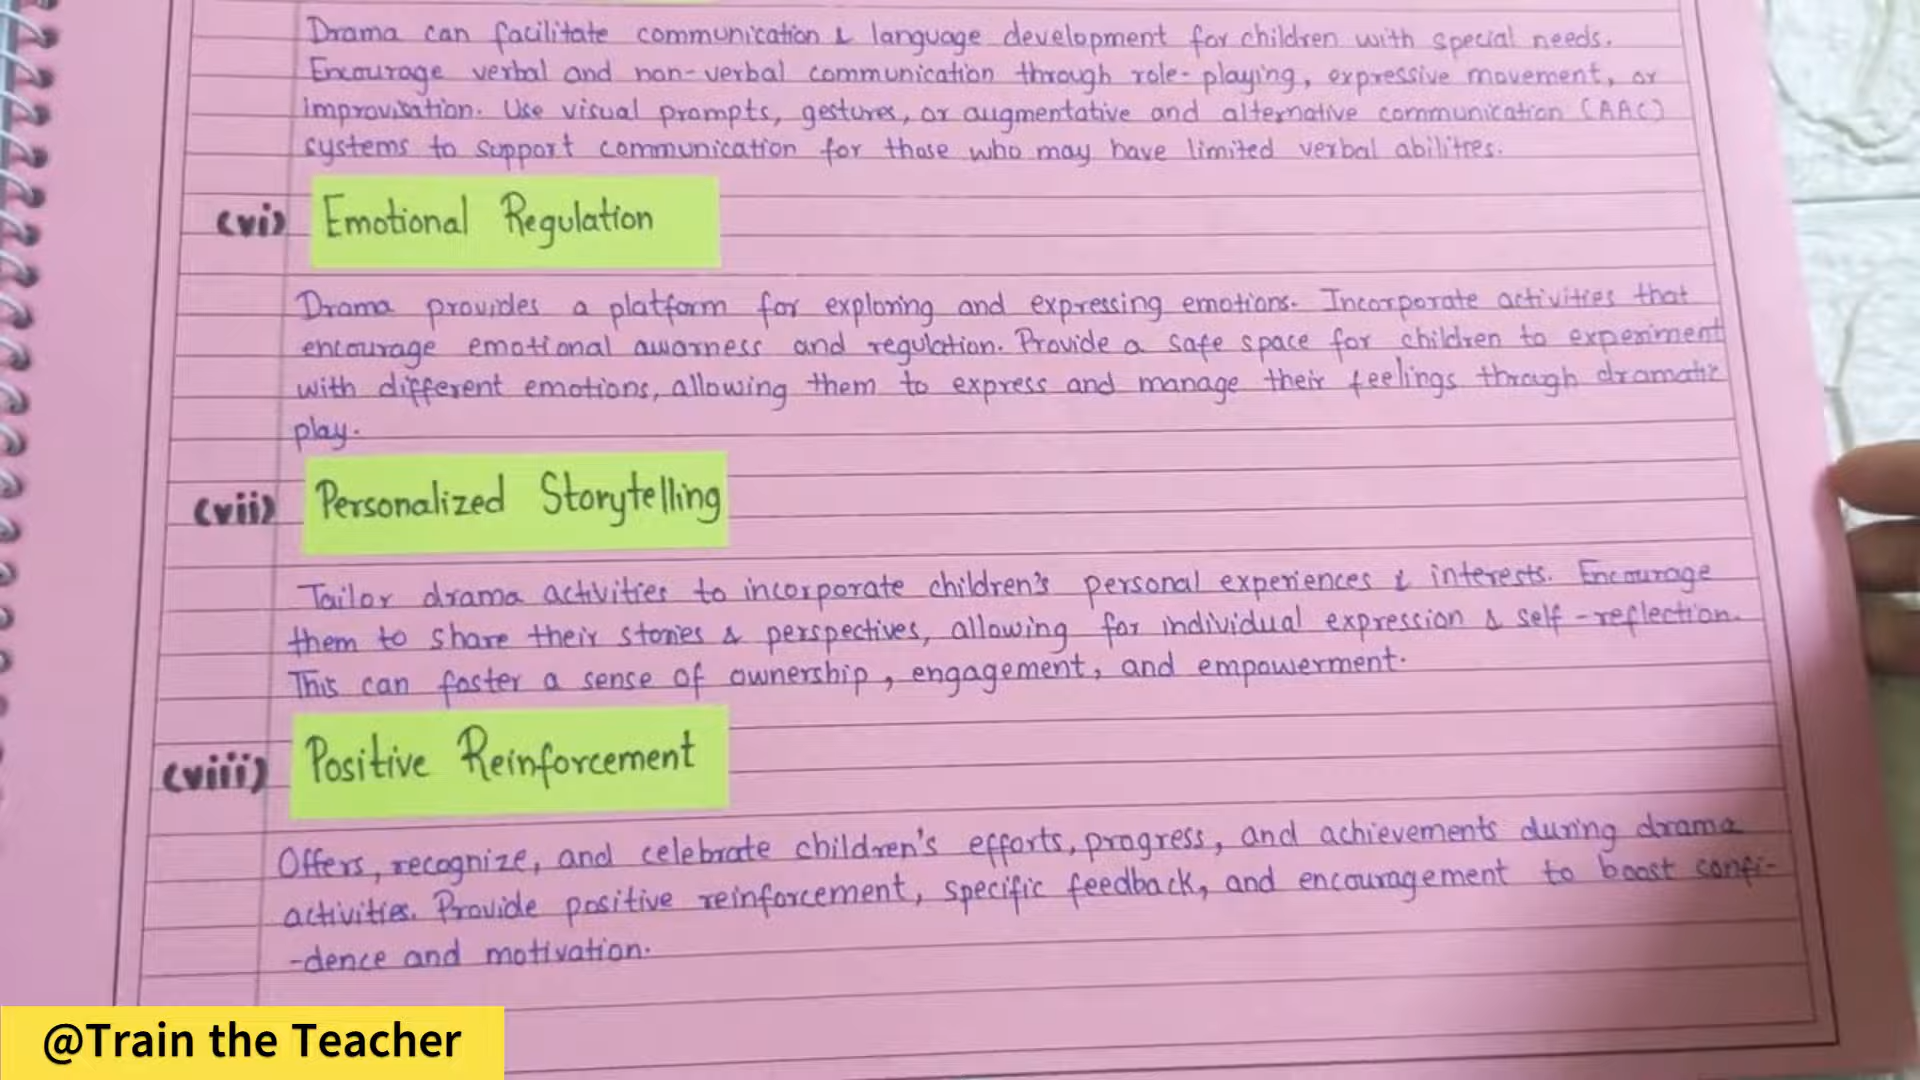 Drama can facilitate communication & language development for children with special needs.
Encourage verbal and non-verbal communication through role-playing, expressive movement, or
improvisation. Use visual prompts, gestures, or augmentative and alternative communication (AAC)
systems to support communication for those who may have limited verbal abilities.
(vi) Emotional Regulation
Drama provides a platform for exploring and expressing emotions. Incorporate activities that
encourage emotional awarness and regulation. Provide a safe space for children to experiment
with different emotions, allowing them to express and manage their feelings through dramatic
play.
(vii) Personalized Storytelling
Tailor drama activities to incorporate children's personal experiences & interests. Encourage
them to share their stories & perspectives, allowing for individual expression & self-reflection.
This can foster a sense of ownership, engagement, and empowerment.
(viii) Positive Reinforcement
Offers, recognize, and celebrate children's efforts, progress, and achievements during drama
activities. Provide positive reinforcement, specific feedback, and encouragement to boost confi-
-dence and motivation.
@Train the Teacher